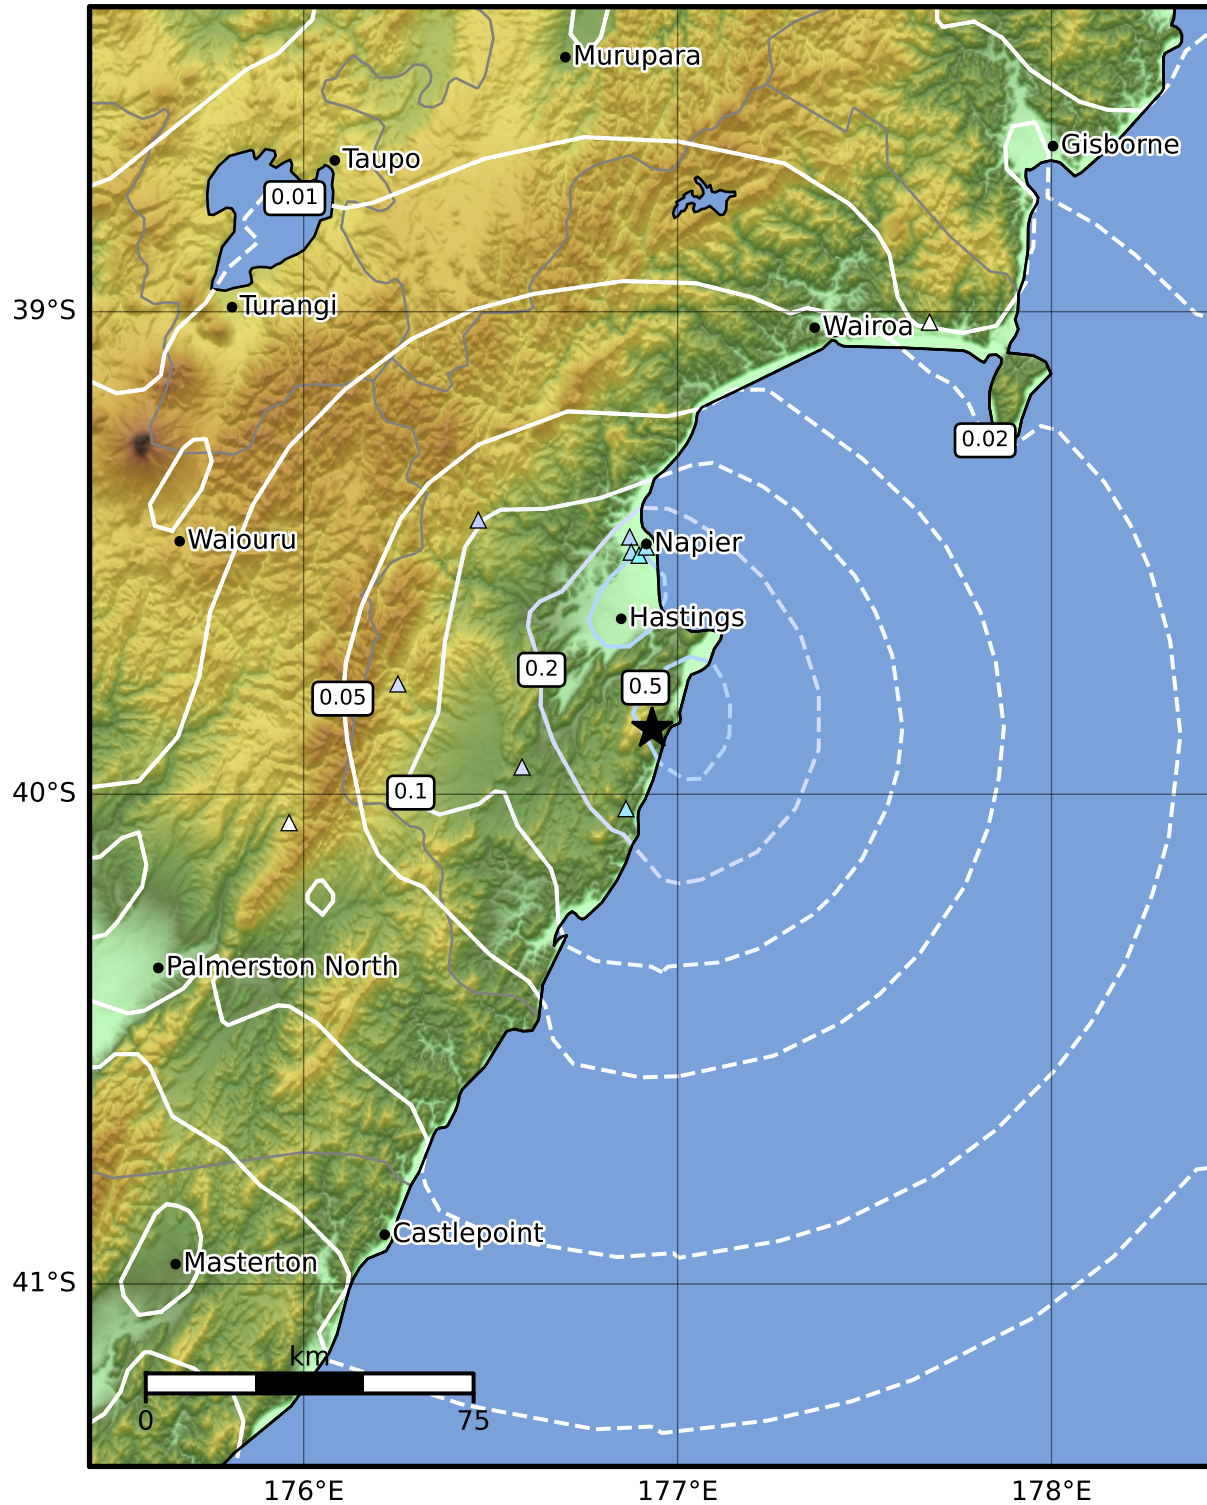 Murupara
Gisborne
Taupo
0.01
Turangi
39°S
Wairoa
0.02
Waiouru
Napier
Hastings
0.2
0.5
0.05
0.1
40°S
Palmerston North
Castlepoint
Masterton
41°S
km
0
75
176°E
177°E
178°E